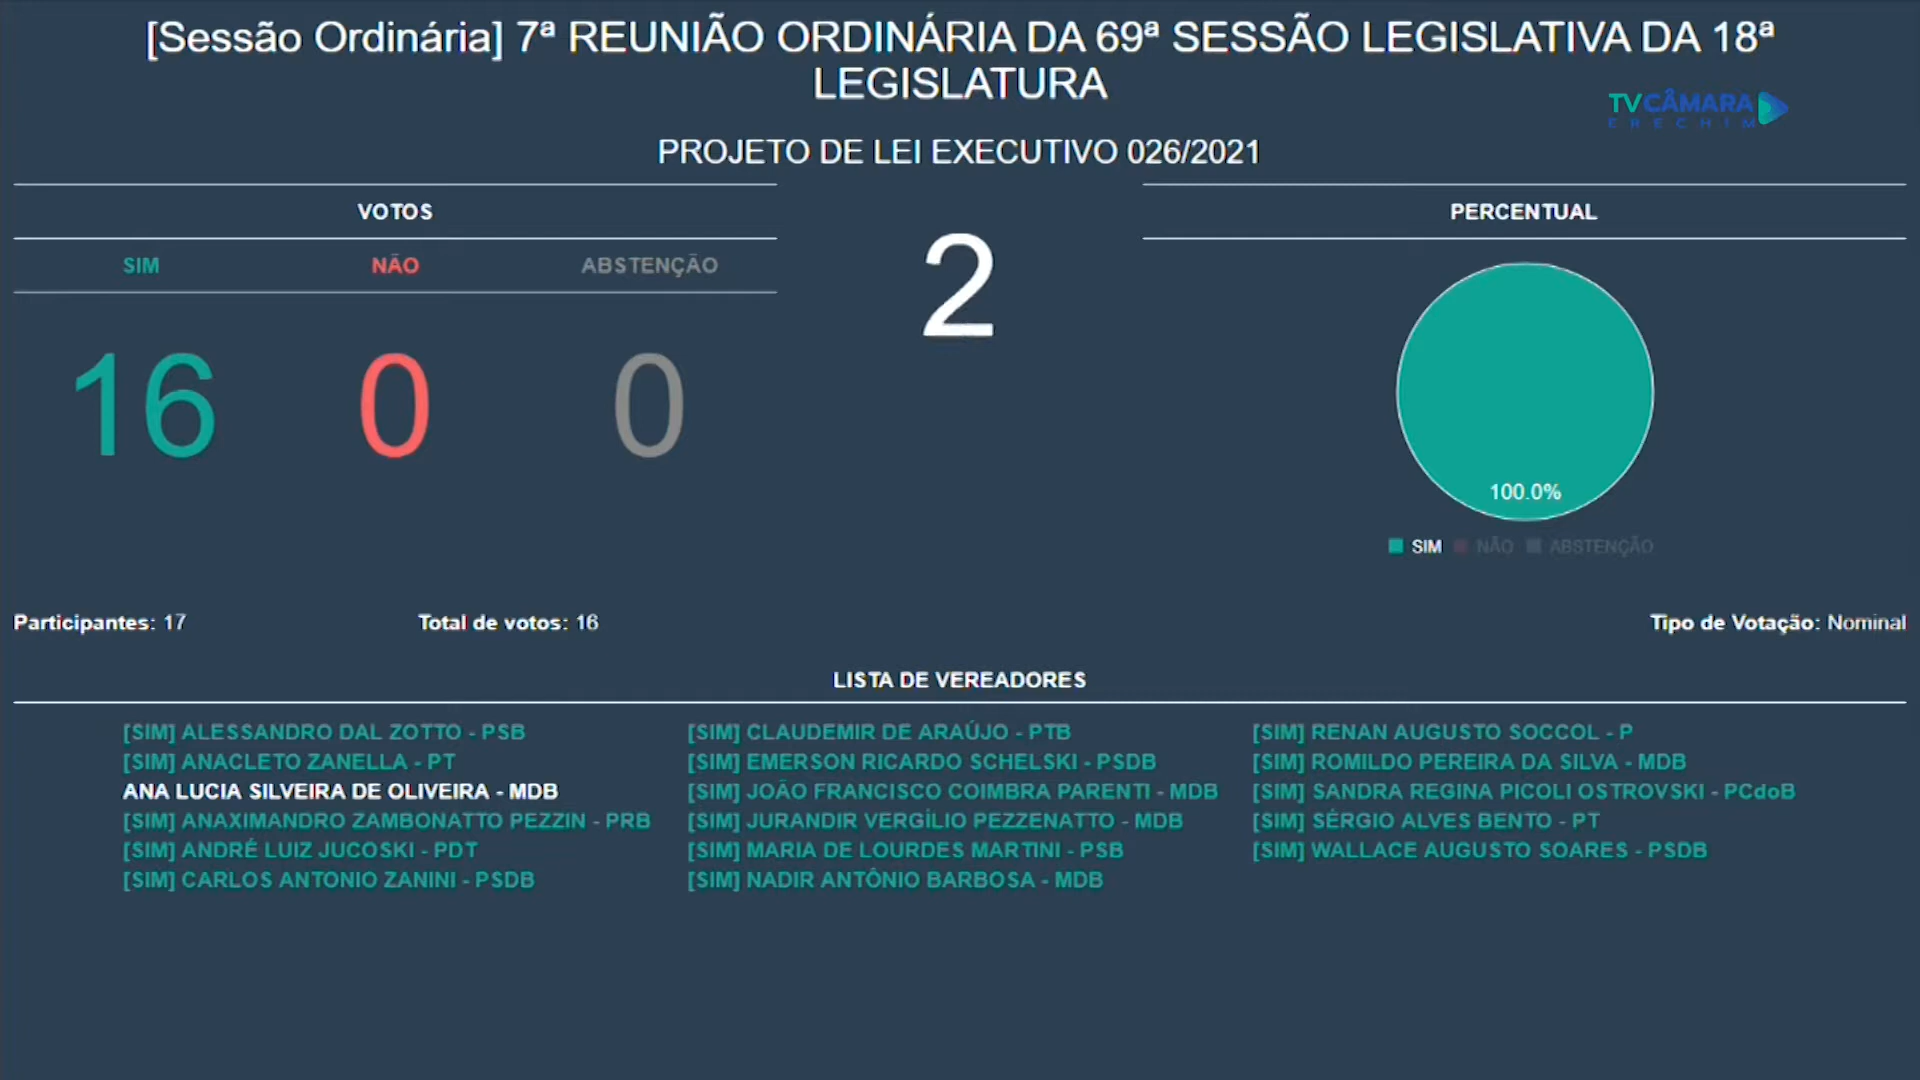 [Sessão Ordinária] 7ª REUNIÃO ORDINÁRIA DA 69ª SESSÃO LEGISLATIVA DA 18ª
LEGISLATURA
TVCÂMARA
ERECHIM
PROJETO DE LEI EXECUTIVO 026/2021
VOTOS
SIM NÃO ABSTENÇÃO
16 0 0
2
PERCENTUAL
100.0%
SIM NÃO ABSTENÇÃO
Participantes: 17
Total de votos: 16
Tipo de Votação: Nominal
LISTA DE VEREADORES
[SIM] ALESSANDRO DAL ZOTTO - PSB
[SIM] ANACLETO ZANELLA - PT
ANA LUCIA SILVEIRA DE OLIVEIRA - MDB
[SIM] ANAXIMANDRO ZAMBONATTO PEZZIN - PRB
[SIM] ANDRÉ LUIZ JUCOSKI - PDT
[SIM] CARLOS ANTONIO ZANINI - PSDB
[SIM] CLAUDEMIR DE ARAÚJO - PTB
[SIM] EMERSON RICARDO SCHELSKI - PSDB
[SIM] JOÃO FRANCISCO COIMBRA PARENTI - MDB
[SIM] JURANDIR VERGÍLIO PEZZENATTO - MDB
[SIM] MARIA DE LOURDES MARTINI - PSB
[SIM] NADIR ANTÔNIO BARBOSA - MDB
[SIM] RENAN AUGUSTO SOCCOL - P
[SIM] ROMILDO PEREIRA DA SILVA - MDB
[SIM] SANDRA REGINA PICOLI OSTROVSKI - PCdoB
[SIM] SÉRGIO ALVES BENTO - PT
[SIM] WALLACE AUGUSTO SOARES - PSDB